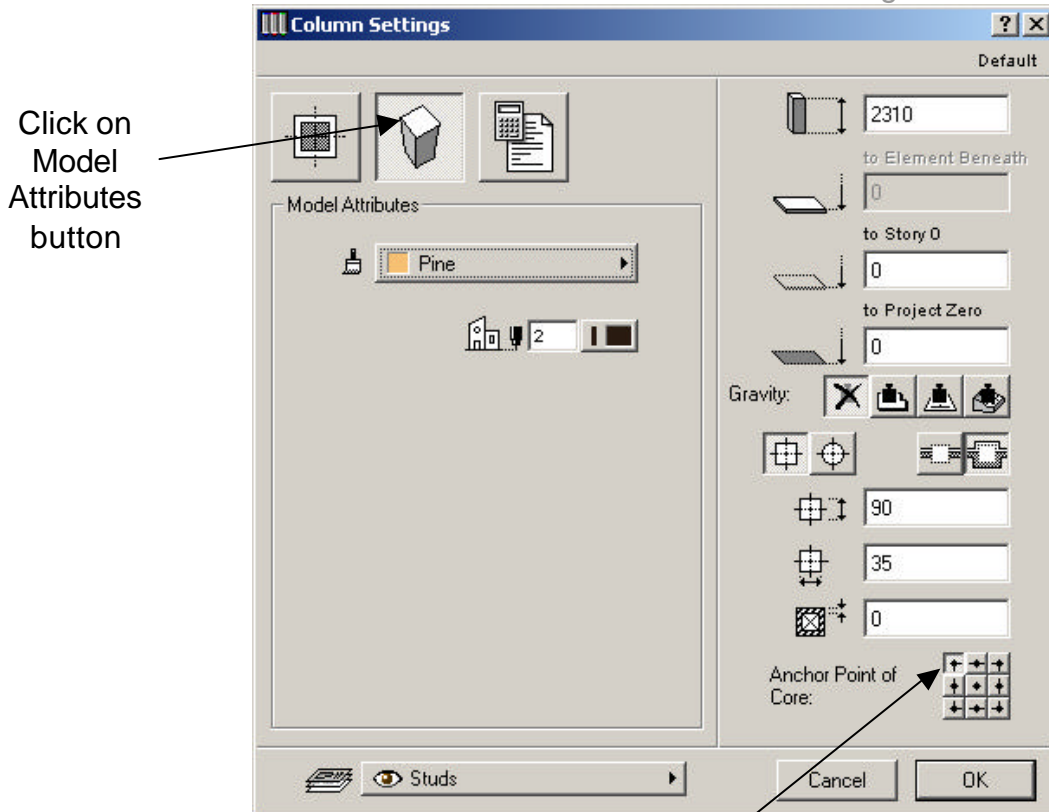 Column Settings
Default
Click on
Model
Attributes
button
Model Attributes
Pine
2
2310
to Element Beneath
0
to Story 0
0
to Project Zero
0
Gravity:
90
35
0
Anchor Point of
Core:
Studs
Cancel
OK